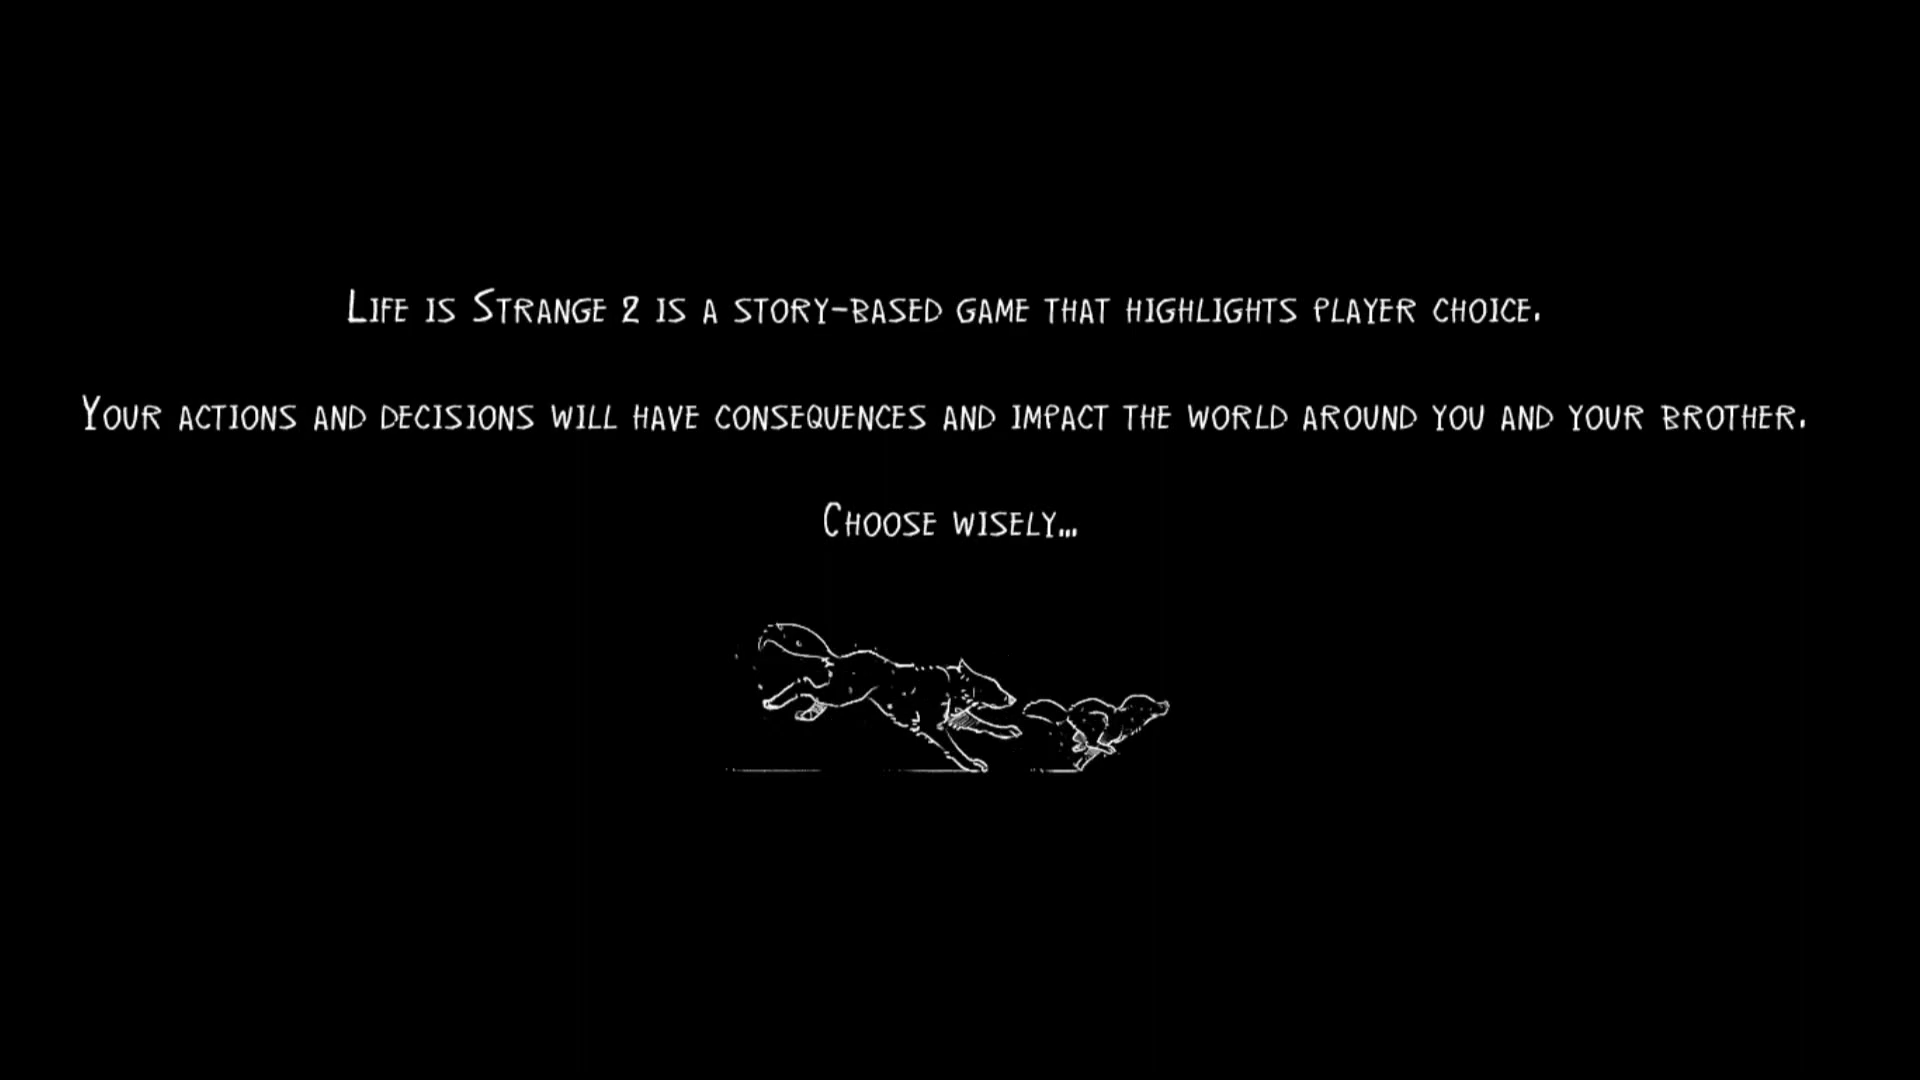 Life is Strange 2 is a story-based game that highlights player choice.
Your actions and decisions will have consequences and impact the world around you and your brother.
Choose wisely...